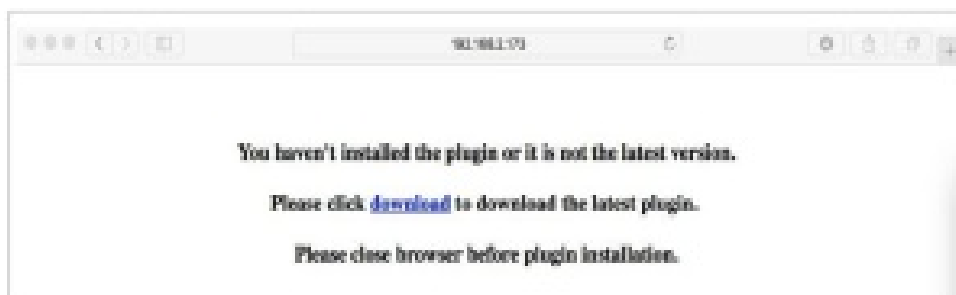 You haven't installed the plugin or it is not the latest version.
Please click download to download the latest plugin.
Please close browser before plugin installation.